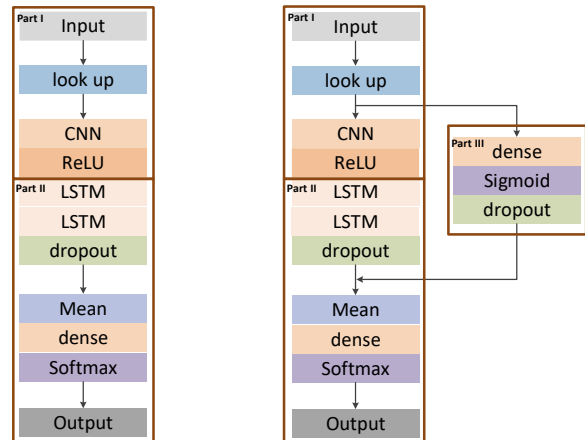 Part I
Input
look up
CNN
ReLU
Part II
LSTM
LSTM
dropout
Mean
dense
Softmax
Output
Part I
Input
look up
CNN
ReLU
Part II
LSTM
LSTM
dropout
Mean
dense
Softmax
Output
Part III
dense
Sigmoid
dropout